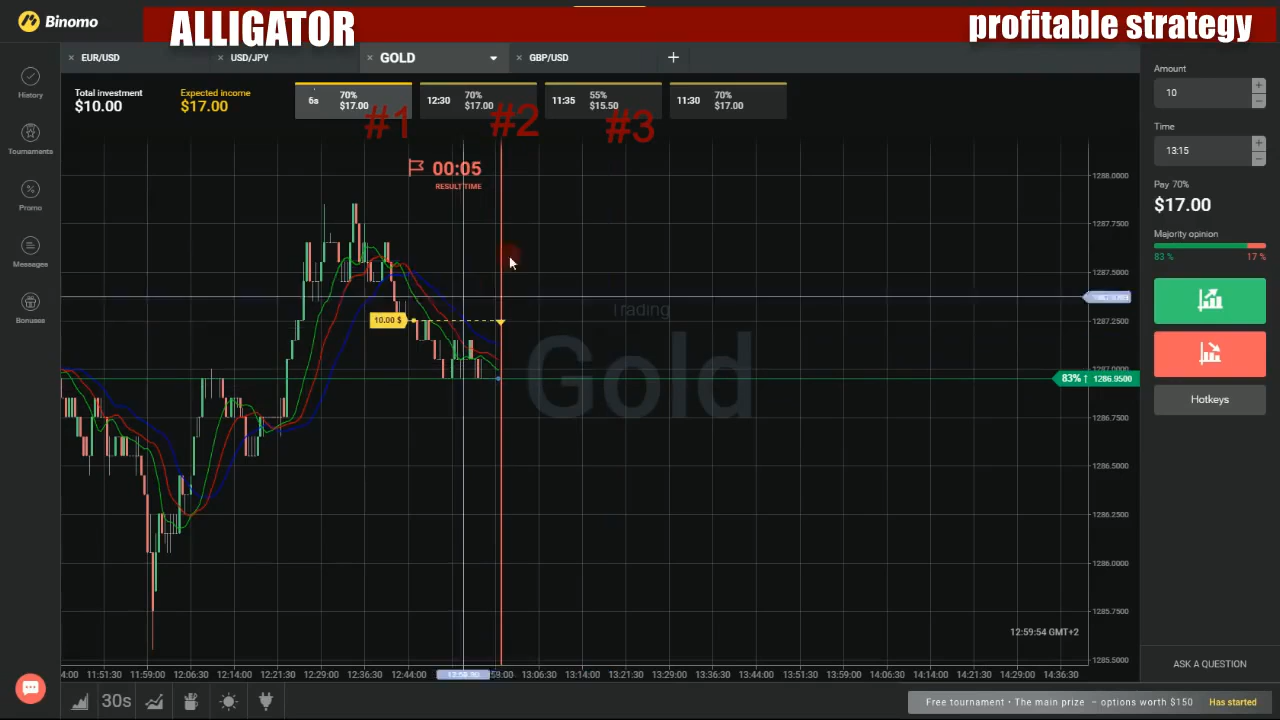 ALLIGATOR
profitable strategy
Binomo
EUR/USD
USD/JPY
GOLD
GBP/USD
Amount
10
Time
13:15
Pay 70%
$17.00
Majority opinion
83 %
17 %
Hotkeys
ASK A QUESTION
History
Tournaments
Promo
Messages
Bonuses
Total investment
$10.00
Expected income
$17.00
6s
70%
$17.00
12:30
70%
$17.00
11:35
55%
$15.50
11:30
70%
$17.00
#1
#2
#3
00:05
RESULT TIME
10.00 $
Trading
Gold
1288.0000
1287.7500
1287.5000
1287.2500
1287.0000
83%↑ 1286.9500
1286.7500
1286.5000
1286.2500
1286.0000
1285.7500
1285.5000
12:59:54 GMT+2
4:00 11:51:30 11:59:00 12:06:30 12:14:00 12:21:30 12:29:00 12:36:30 12:44:00 59:00 13:06:30 13:14:00 13:21:30 13:29:00 13:36:30 13:44:00 13:51:30 13:59:00 14:06:30 14:14:00 14:21:30 14:29:00 14:36:30
30s
Free tournament • The main prize – options worth $150 Has started